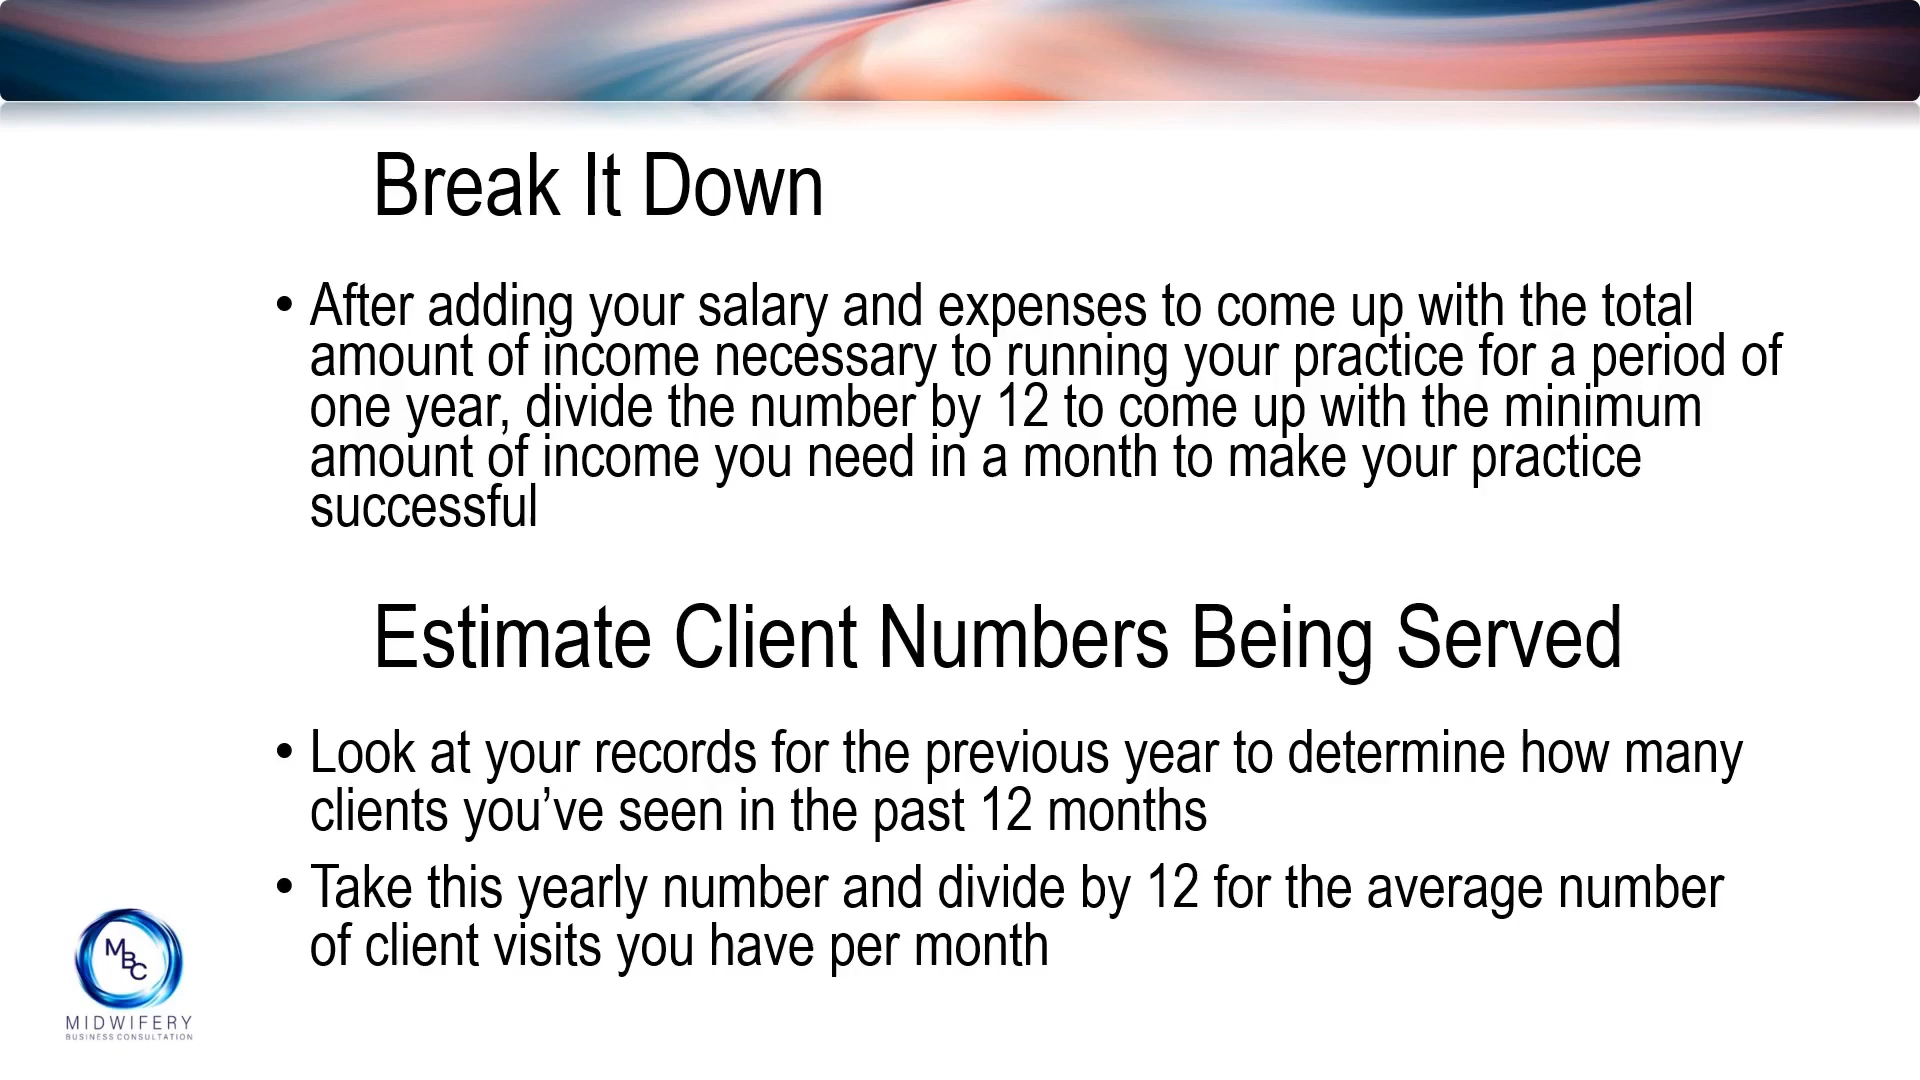 Break It Down
• After adding your salary and expenses to come up with the total
amount of income necessary to running your practice for a period of
one year, divide the number by 12 to come up with the minimum
amount of income you need in a month to make your practice
successful
Estimate Client Numbers Being Served
• Look at your records for the previous year to determine how many
clients you’ve seen in the past 12 months
• Take this yearly number and divide by 12 for the average number
of client visits you have per month
MBC
MIDWIFERY
BUSINESS CONSULTATION